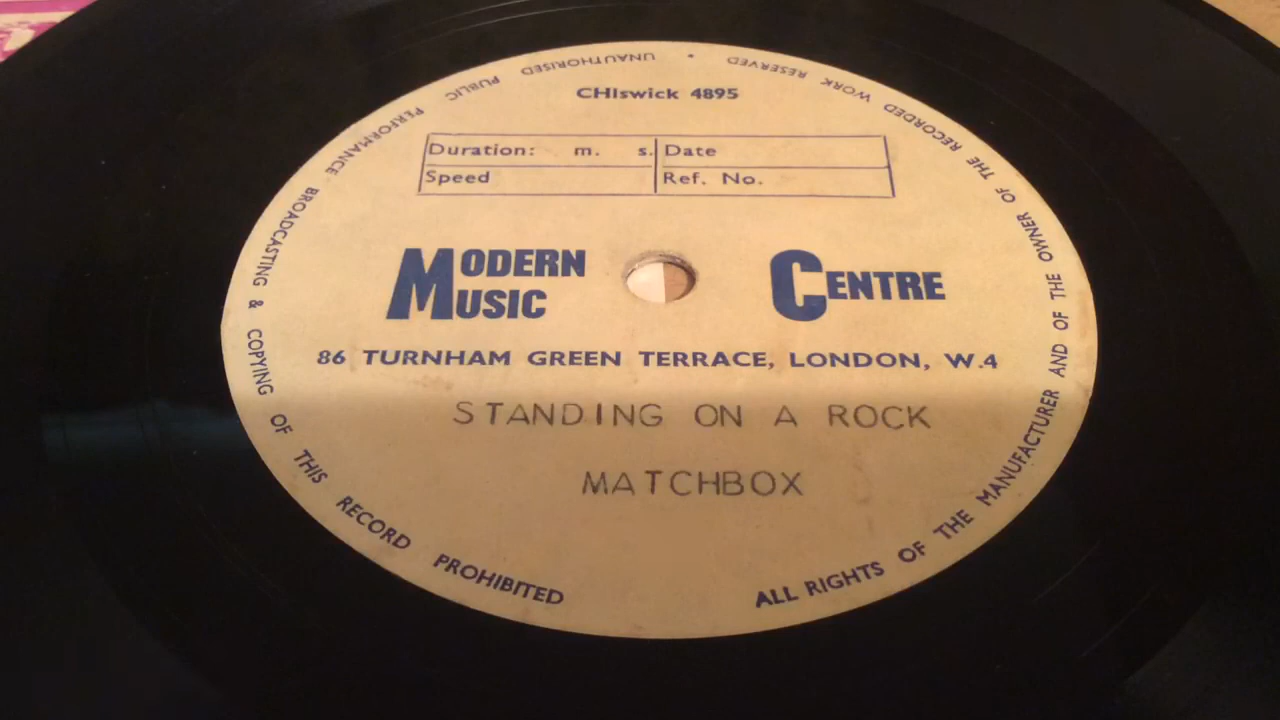 CHIswick 4895
Duration: m. s. Date
Speed Ref. No.
MODERN MUSIC CENTRE
86 TURNHAM GREEN TERRACE, LONDON, W.4
STANDING ON A ROCK
MATCHBOX
ALL RIGHTS OF THE MANUFACTURER AND OF THE OWNER OF THE RECORDED WORK RESERVED * UNAUTHORISED PUBLIC PERFORMANCE BROADCASTING & COPYING OF THIS RECORD PROHIBITED